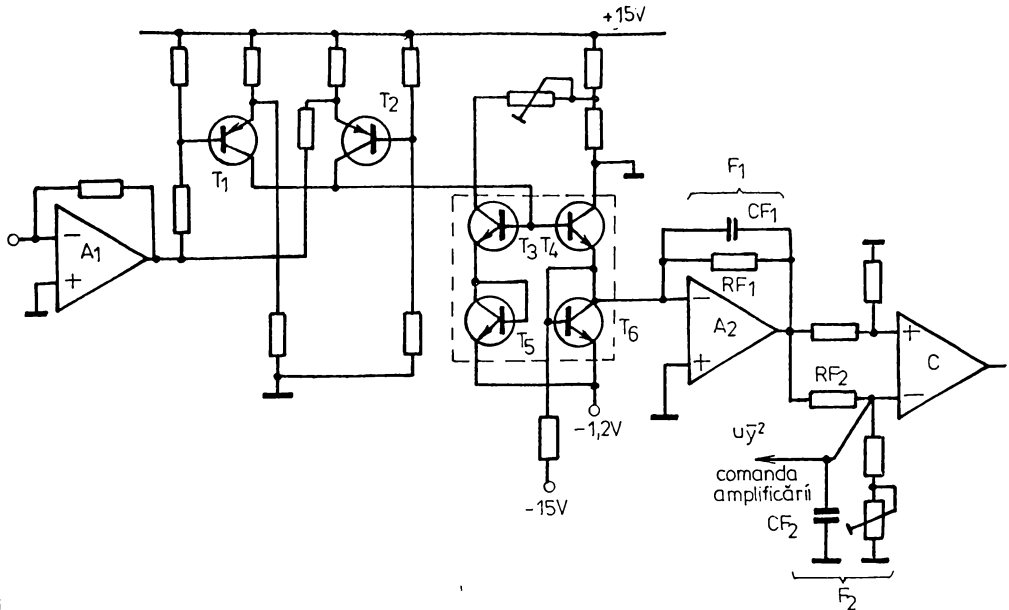 +15V
T2
T1
F1
CF1
A1
T3 T4
RF1
A2
T5
T6
C
RF2
-1,2V
uȳ²
comanda
amplificării
-15V
CF2
F2